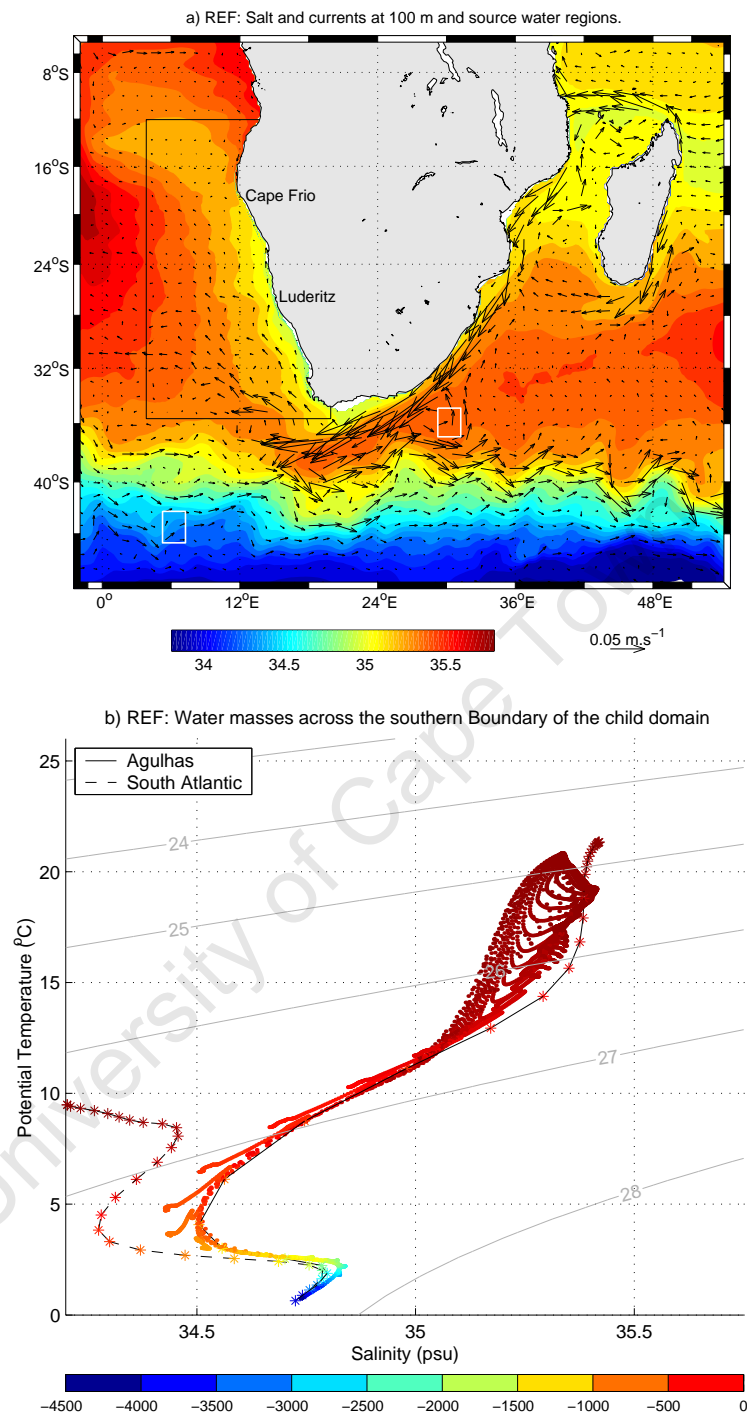 a) REF: Salt and currents at 100 m and source water regions.
8°S
16°S
Cape Frio
24°S
Luderitz
32°S
40°S
0° 12°E 24°E 36°E 48°E
34 34.5 35 35.5
0.05 m.s⁻¹
University of Cape Town
b) REF: Water masses across the southern Boundary of the child domain
Agulhas
South Atlantic
25
20
15
10
5
0
Potential Temperature (⁰C)
24
25
26
27
28
34.5 35 35.5
Salinity (psu)
−4500 −4000 −3500 −3000 −2500 −2000 −1500 −1000 −500 0